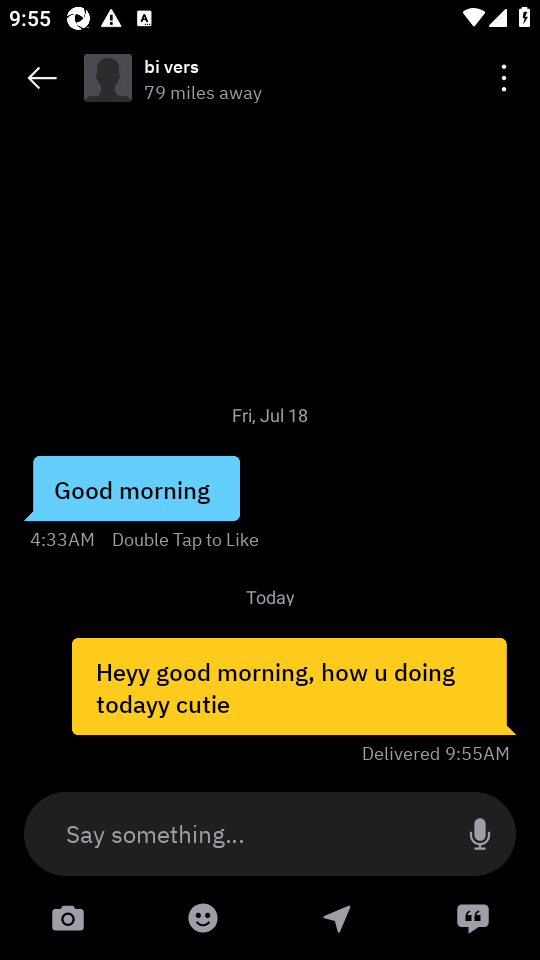 9:55
bi vers
79 miles away
Fri, Jul 18
Good morning
4:33AM Double Tap to Like
Today
Heyy good morning, how u doing
todayy cutie
Delivered 9:55AM
Say something...